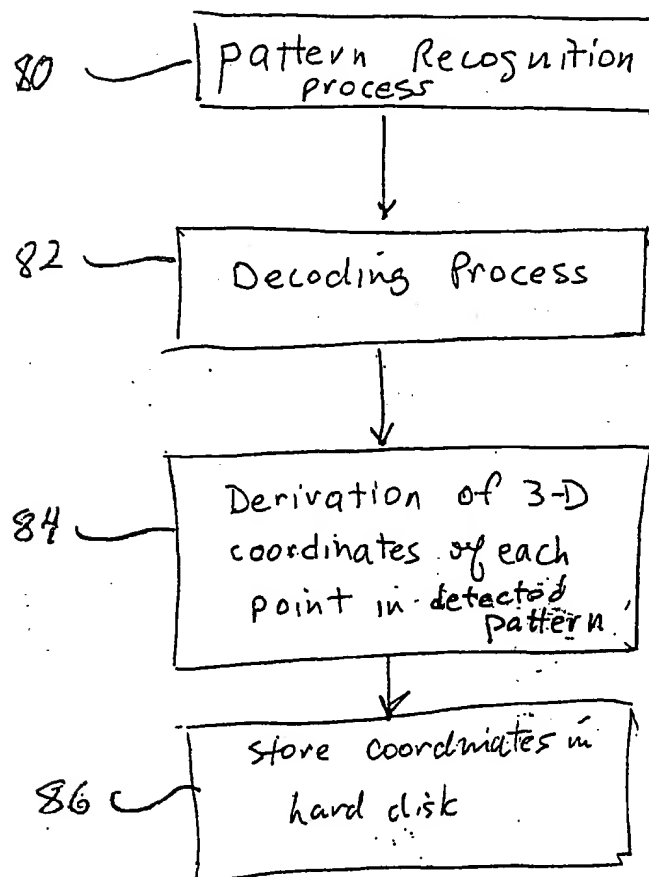 80 pattern Recognition
process
82 Decoding Process
84 Derivation of 3-D
coordinates of each
point in detected
pattern
86 store coordinates in
hard disk